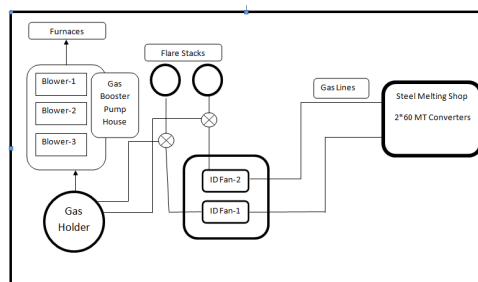 Furnaces
Flare Stacks
Blower-1
Blower-2
Blower-3
Gas
Booster
Pump
House
Gas Lines
Steel Melting Shop
2*60 MT Converters
ID Fan-2
ID Fan-1
Gas
Holder